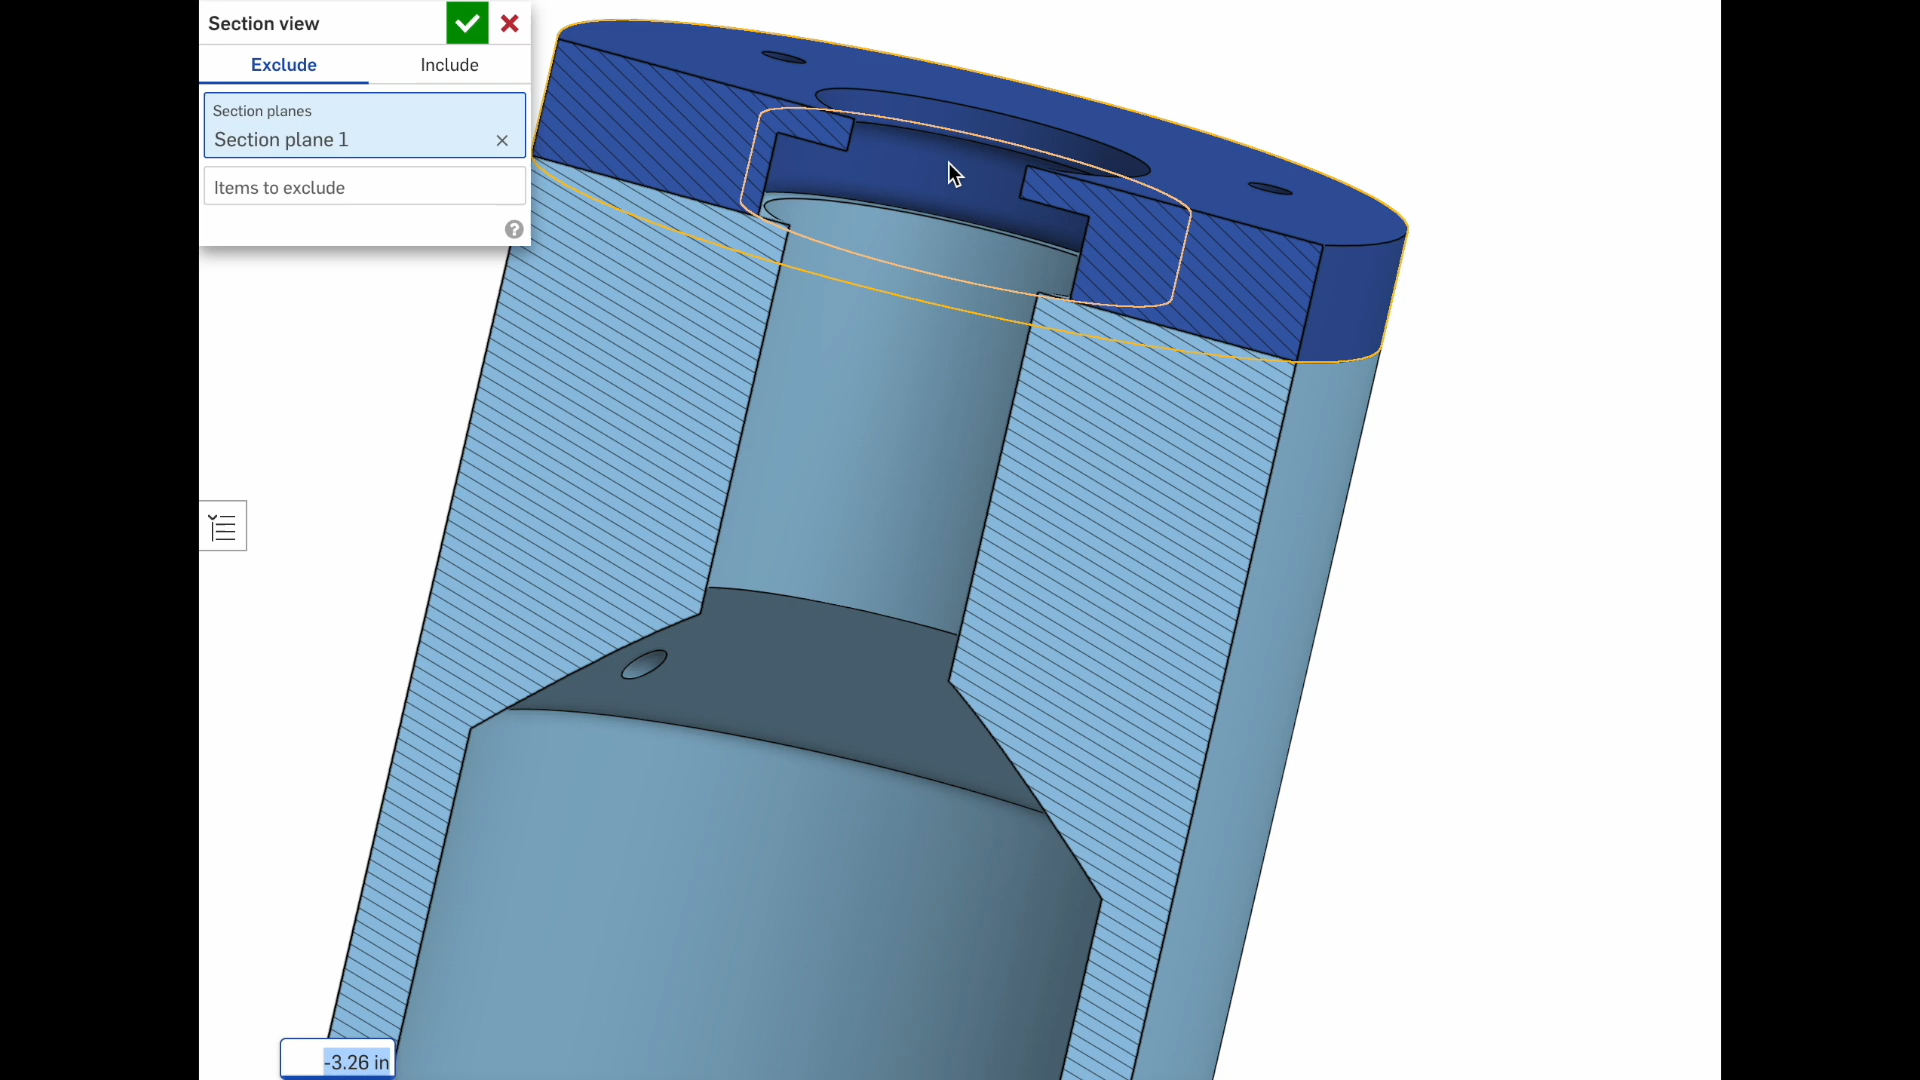 Section view
Exclude Include
Section planes
Section plane 1
Items to exclude
-3.26 in